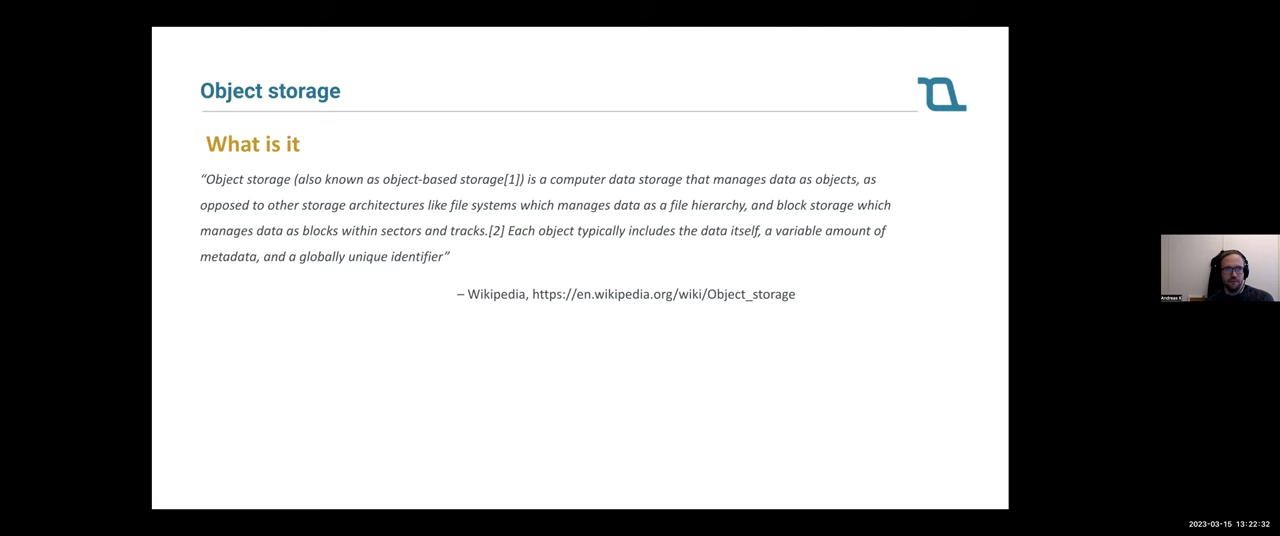 Object storage
What is it
“Object storage (also known as object-based storage[1]) is a computer data storage that manages data as objects, as
opposed to other storage architectures like file systems which manages data as a file hierarchy, and block storage which
manages data as blocks within sectors and tracks.[2] Each object typically includes the data itself, a variable amount of
metadata, and a globally unique identifier”
– Wikipedia, https://en.wikipedia.org/wiki/Object_storage
Andreas K
2023-03-15 13:22:32